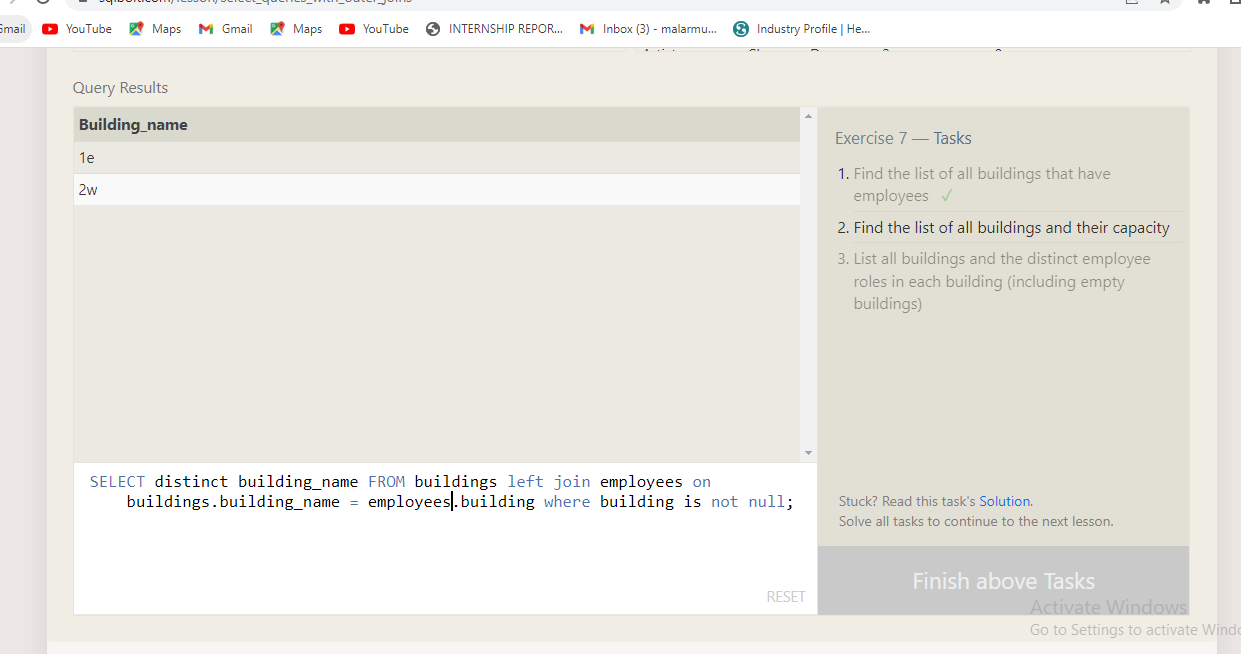 Gmail YouTube Maps Gmail Maps YouTube INTERNSHIP REPOR... Inbox (3) - malarmu... Industry Profile | He...
Query Results
Building_name
1e
2w
Exercise 7 — Tasks
1. Find the list of all buildings that have
employees ✓
2. Find the list of all buildings and their capacity
3. List all buildings and the distinct employee
roles in each building (including empty
buildings)
SELECT distinct building_name FROM buildings left join employees on
buildings.building_name = employees.building where building is not null;
RESET
Stuck? Read this task's Solution.
Solve all tasks to continue to the next lesson.
Finish above Tasks
Activate Windows
Go to Settings to activate Windo